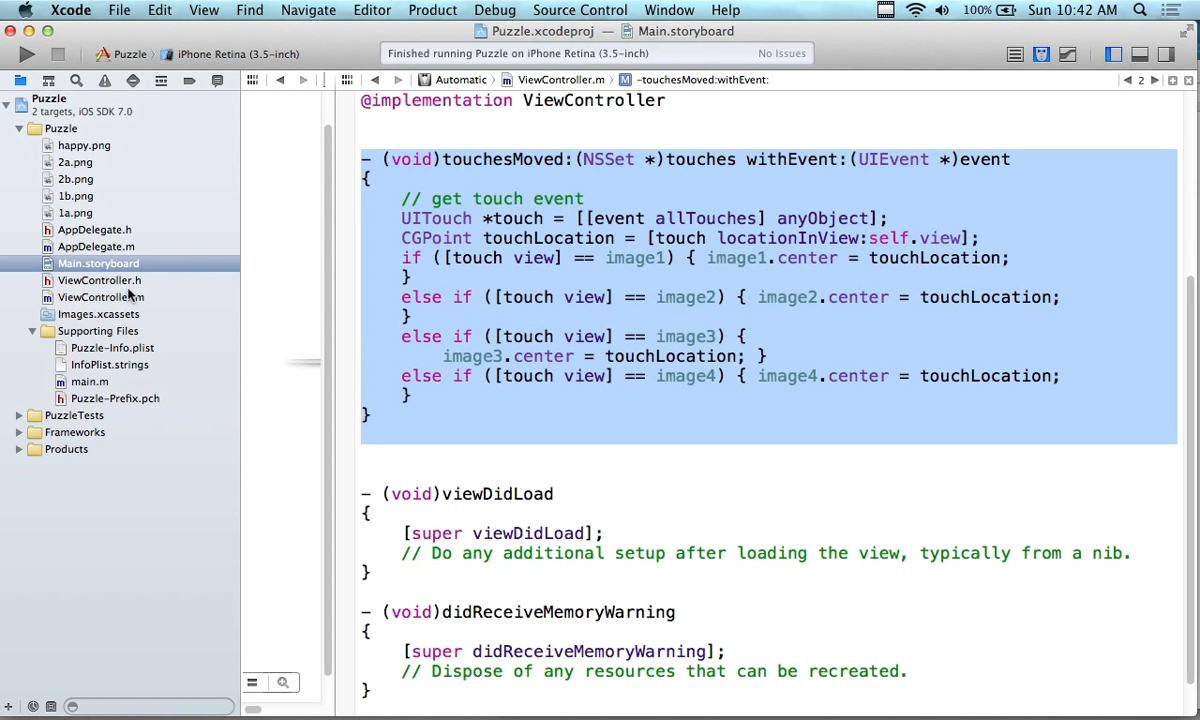 Xcode File Edit View Find Navigate Editor Product Debug Source Control Window Help 100% Sun 10:42 AM
Puzzle.xcodeproj — Main.storyboard
Puzzle iPhone Retina (3.5-inch) Finished running Puzzle on iPhone Retina (3.5-inch) No Issues
Automatic ViewController.m M -touchesMoved:withEvent: 2
Puzzle
2 targets, iOS SDK 7.0
Puzzle
happy.png
2a.png
2b.png
1b.png
1a.png
h AppDelegate.h
m AppDelegate.m
Main.storyboard
h ViewController.h
m ViewController.m
Images.xcassets
Supporting Files
Puzzle-Info.plist
InfoPlist.strings
m main.m
h Puzzle-Prefix.pch
PuzzleTests
Frameworks
Products
@implementation ViewController
- (void)touchesMoved:(NSSet *)touches withEvent:(UIEvent *)event
{
// get touch event
UITouch *touch = [[event allTouches] anyObject];
CGPoint touchLocation = [touch locationInView:self.view];
if ([touch view] == image1) { image1.center = touchLocation;
}
else if ([touch view] == image2) { image2.center = touchLocation;
}
else if ([touch view] == image3) {
image3.center = touchLocation; }
else if ([touch view] == image4) { image4.center = touchLocation;
}
}
- (void)viewDidLoad
{
[super viewDidLoad];
// Do any additional setup after loading the view, typically from a nib.
}
- (void)didReceiveMemoryWarning
{
[super didReceiveMemoryWarning];
// Dispose of any resources that can be recreated.
}